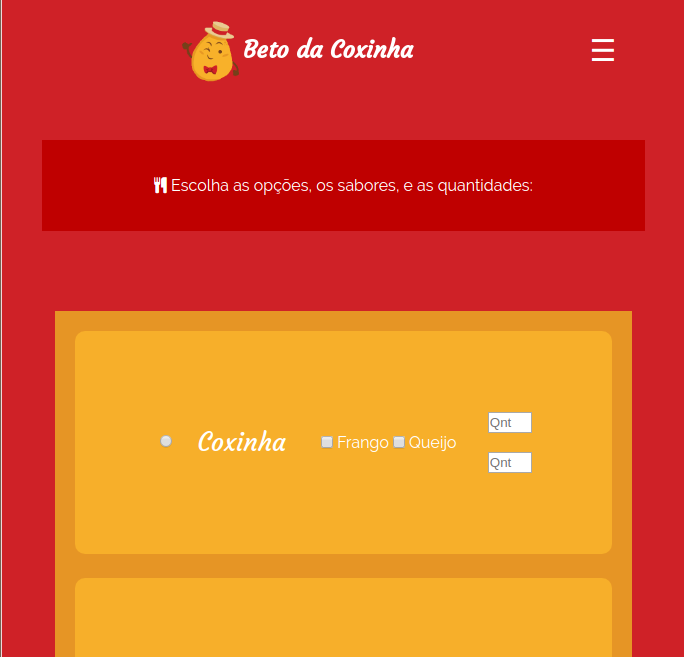 Beto da Coxinha
Escolha as opções, os sabores, e as quantidades:
Qnt
Coxinha Frango Queijo
Qnt